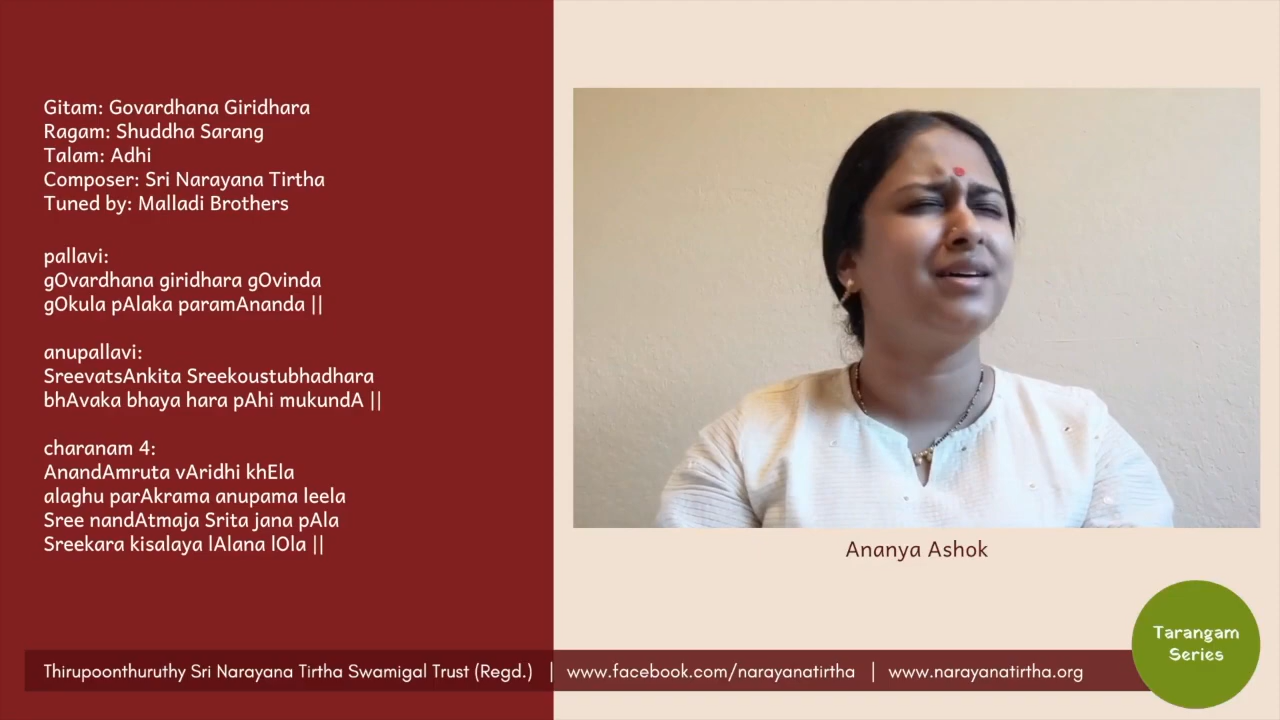 Gitam: Govardhana Giridhara
Ragam: Shuddha Sarang
Talam: Adhi
Composer: Sri Narayana Tirtha
Tuned by: Malladi Brothers
pallavi:
gOvardhana giridhara gOvinda
gOkula pAlaka paramAnanda ||
anupallavi:
SreevatsAnkita Sreekoustubhadhara
bhAvaka bhaya hara pAhi mukundA ||
charanam 4:
AnandAmruta vAridhi khEla
alaghu parAkrama anupama leela
Sree nandAtmaja Srita jana pAla
Sreekara kisalaya lAlana lOla ||
Ananya Ashok
Tarangam
Series
Thirupoonthuruthy Sri Narayana Tirtha Swamigal Trust (Regd.) | www.facebook.com/narayanatirtha | www.narayanatirtha.org